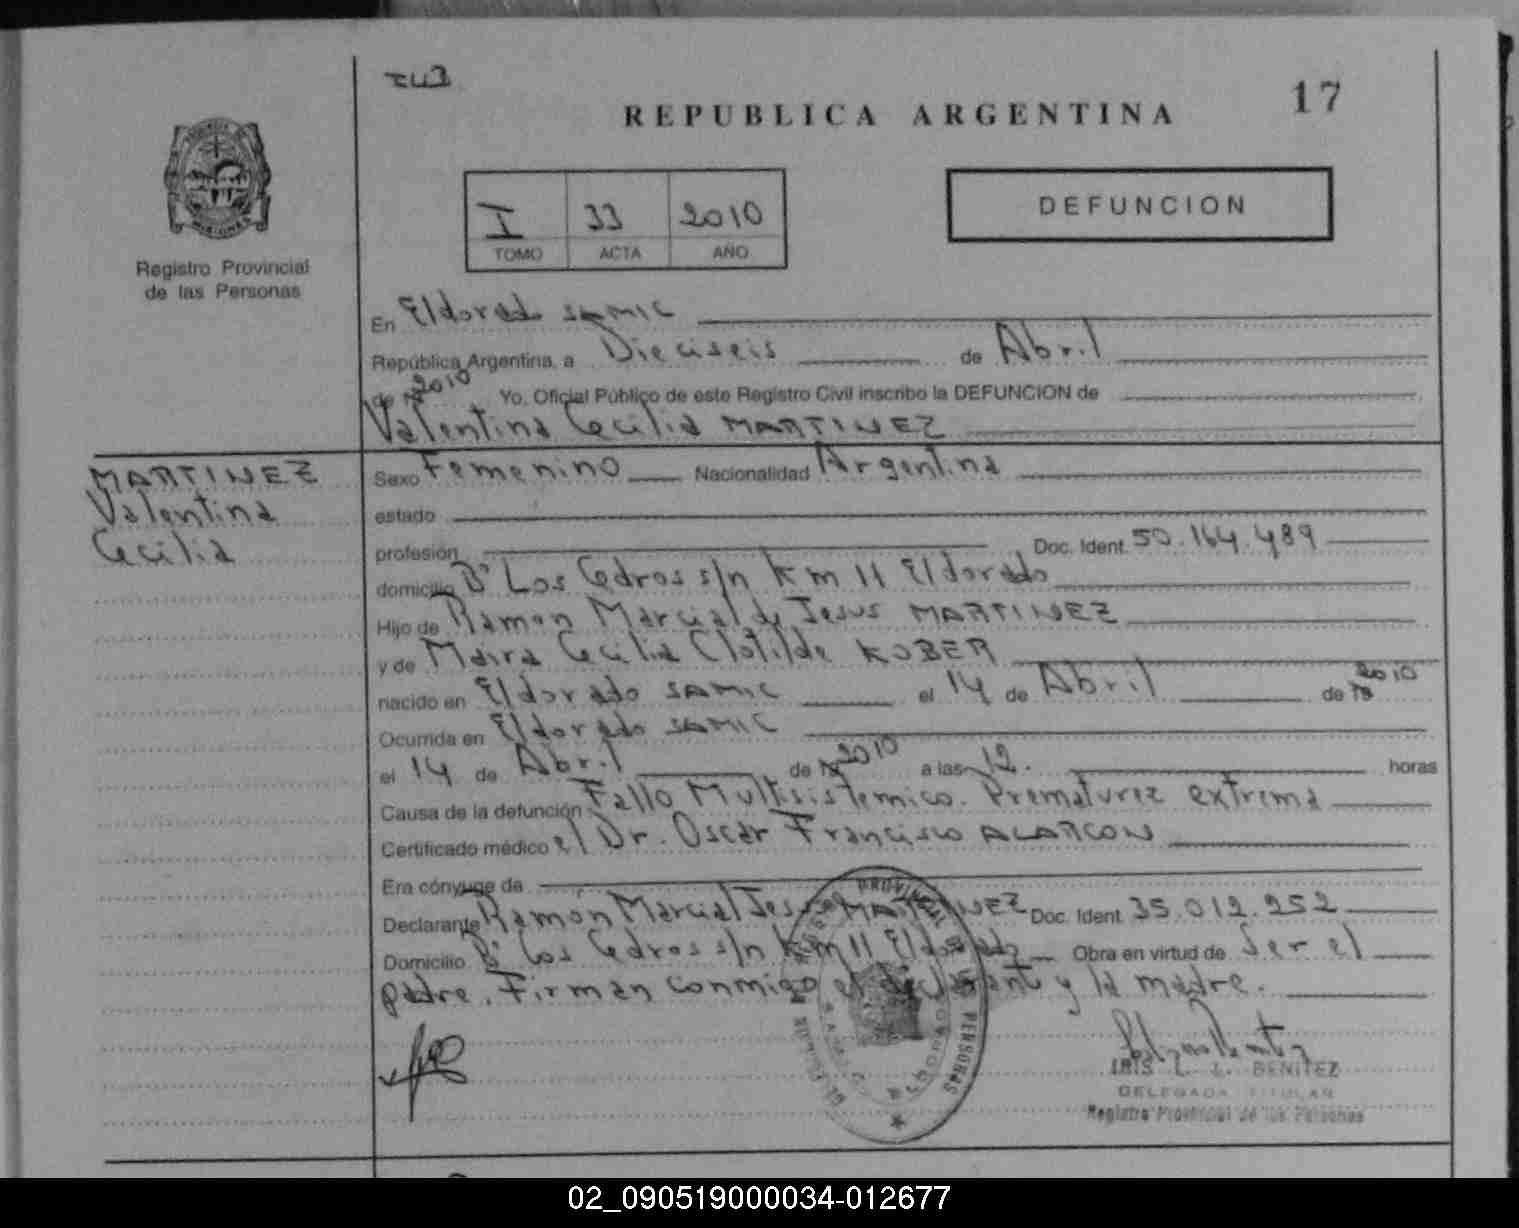 REPUBLICA ARGENTINA
17
I 33 2010
TOMO ACTA AÑO
DEFUNCION
Registro Provincial
de las Personas
En Eldorado SAMIC
República Argentina, a Dieciseis de Abril
de 2010 Yo, Oficial Público de este Registro Civil inscribo la DEFUNCION de
Valentina Cecilia MARTINEZ
MARTINEZ
Valentina
Cecilia
Sexo Femenino Nacionalidad Argentina
estado
profesión Doc. Ident. 50.164.489
domicilio Bº Los Cedros s/n Km 11 Eldorado
Hijo de Ramon Marcial de Jesus MARTINEZ
y de Maira Cecilia Clotilde KOBER
nacido en Eldorado SAMIC el 14 de Abril de 2010
Ocurrida en Eldorado SAMIC
el 14 de Abril de 2010 a las 12. horas
Causa de la defunción Fallo Multisistemico. Prematurez extrema
Certificado médico el Dr. Oscar Francisco ALARCON
Era cónyuge de
Declarante Ramón Marcial Jesus MARTINEZ Doc. Ident. 35.012.252
Domicilio Bº Los Cedros s/n Km 11 Eldorado Obra en virtud de Ser el
padre. Firman conmigo el declarante y la madre.
IRIS L. L. BENITEZ
DELEGADA TITULAR
Registro Provincial de las Personas
02_090519000034-012677